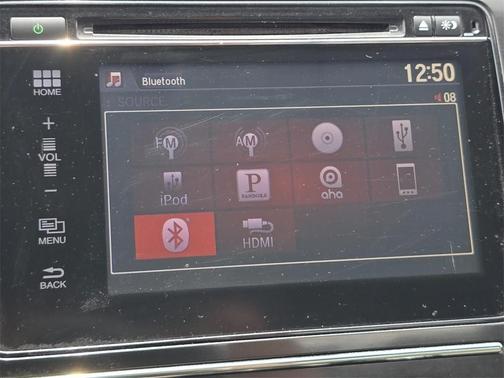 Bluetooth
12:50
HOME
: SOURCE
08
FM
AM
+
VOL
−
iPod
P
PANDORA
aha
MENU
HDMI
BACK